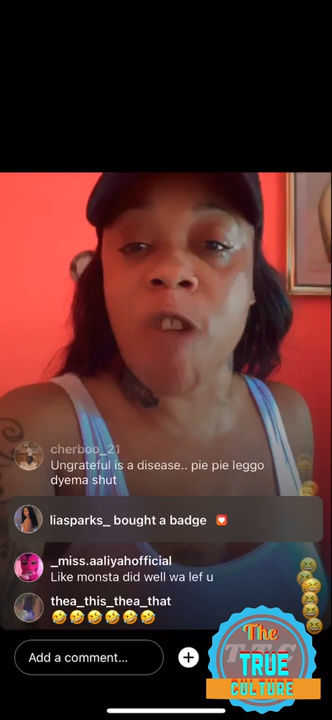 cherboo_21
Ungrateful is a disease.. pie pie leggo
dyema shut
liasparks_ bought a badge
_miss.aaliyahofficial
Like monsta did well wa lef u
thea_this_thea_that
🤣🤣🤣🤣🤣🤣
Add a comment...
The
TRUE
CULTURE